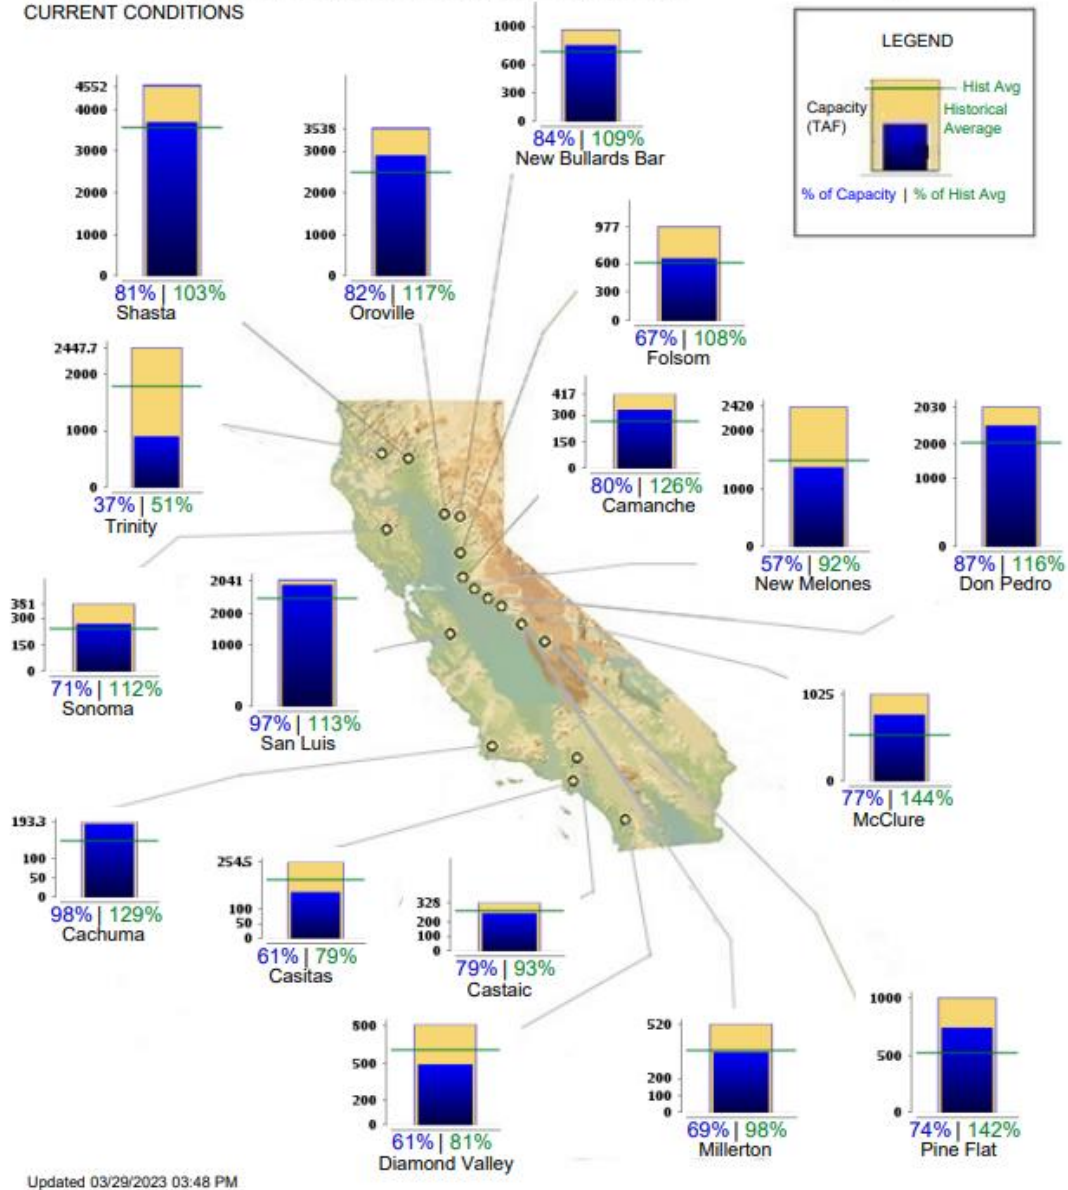 CURRENT CONDITIONS
1000
600
300
0
84% | 109%
New Bullards Bar
LEGEND
Hist Avg
Capacity
(TAF)
Historical
Average
% of Capacity | % of Hist Avg
4552
4000
3000
2000
1000
0
81% | 103%
Shasta
3538
3000
2000
1000
0
82% | 117%
Oroville
977
600
300
0
67% | 108%
Folsom
2447.7
2000
1000
0
37% | 51%
Trinity
417
300
150
0
80% | 126%
Camanche
2420
2000
1000
0
57% | 92%
New Melones
2030
2000
1000
0
87% | 116%
Don Pedro
381
300
150
0
71% | 112%
Sonoma
2041
2000
1000
0
97% | 113%
San Luis
1025
0
77% | 144%
McClure
193.3
100
50
0
98% | 129%
Cachuma
254.5
100
50
0
61% | 79%
Casitas
328
200
100
0
79% | 93%
Castaic
800
500
200
0
61% | 81%
Diamond Valley
520
200
100
0
69% | 98%
Millerton
1000
500
0
74% | 142%
Pine Flat
Updated 03/29/2023 03:48 PM